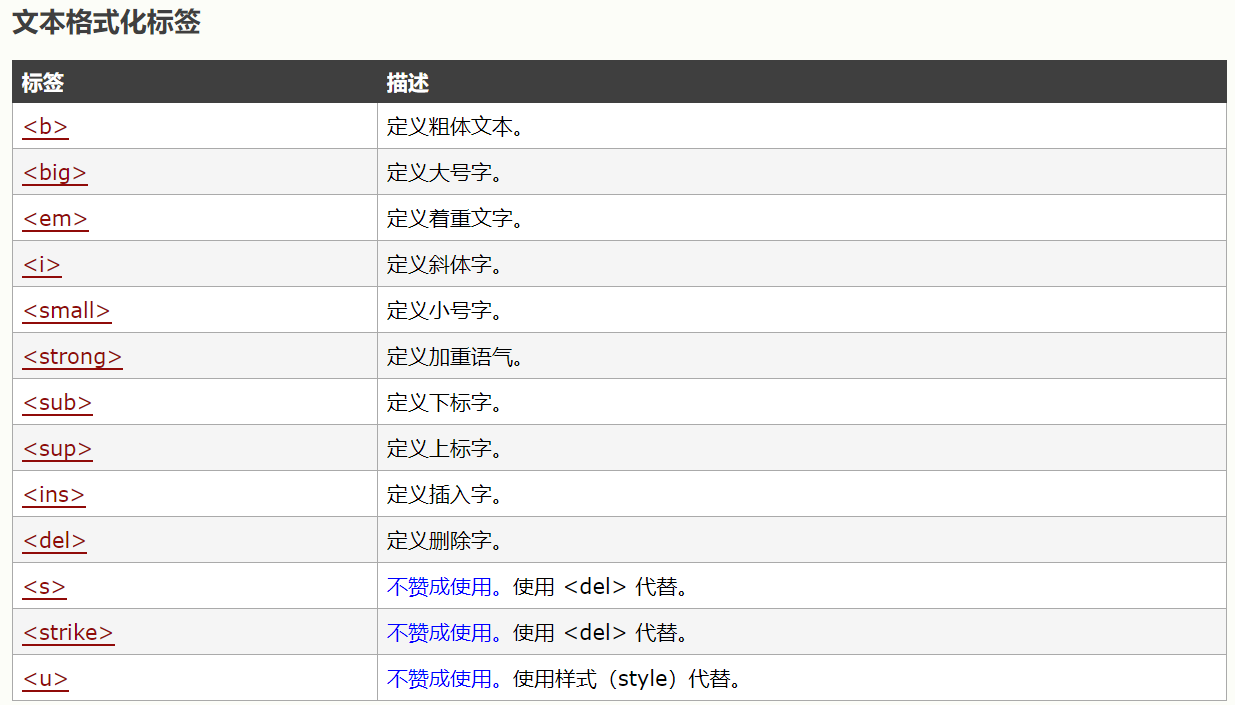 文本格式化标签
标签 描述
<b> 定义粗体文本。
<big> 定义大号字。
<em> 定义着重文字。
<i> 定义斜体字。
<small> 定义小号字。
<strong> 定义加重语气。
<sub> 定义下标字。
<sup> 定义上标字。
<ins> 定义插入字。
<del> 定义删除字。
<s> 不赞成使用。使用 <del> 代替。
<strike> 不赞成使用。使用 <del> 代替。
<u> 不赞成使用。使用样式（style）代替。